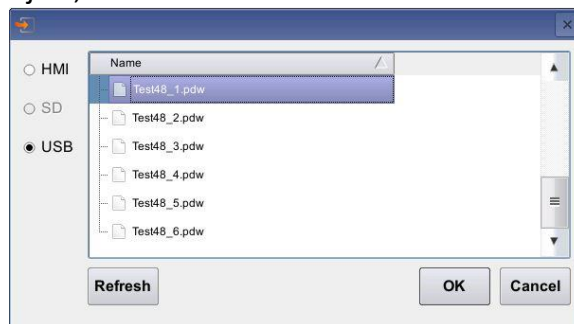 HMI
SD
USB
Name
Test48_1.pdw
Test48_2.pdw
Test48_3.pdw
Test48_4.pdw
Test48_5.pdw
Test48_6.pdw
Refresh
OK
Cancel